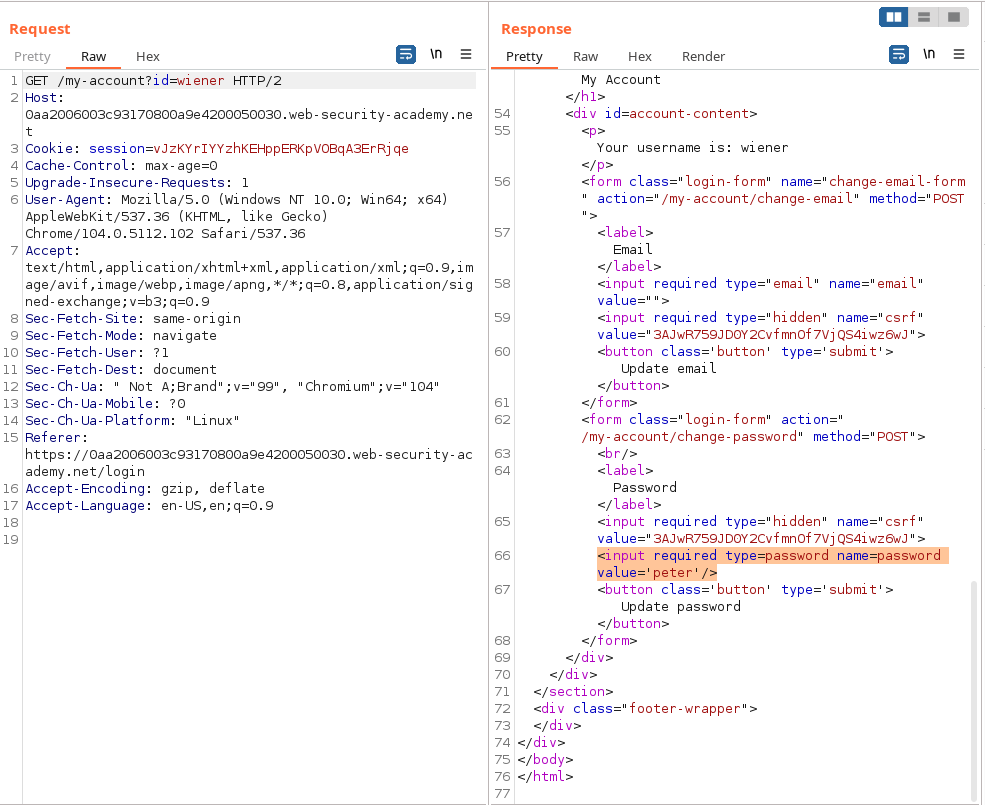 Request
Pretty Raw Hex \n
1 GET /my-account?id=wiener HTTP/2
2 Host:
0aa2006003c93170800a9e4200050030.web-security-academy.ne
t
3 Cookie: session=vJzKYrIYYzhKEHppERKpVOBqA3ErRjqe
4 Cache-Control: max-age=0
5 Upgrade-Insecure-Requests: 1
6 User-Agent: Mozilla/5.0 (Windows NT 10.0; Win64; x64)
AppleWebKit/537.36 (KHTML, like Gecko)
Chrome/104.0.5112.102 Safari/537.36
7 Accept:
text/html,application/xhtml+xml,application/xml;q=0.9,im
age/avif,image/webp,image/apng,*/*;q=0.8,application/sig
ned-exchange;v=b3;q=0.9
8 Sec-Fetch-Site: same-origin
9 Sec-Fetch-Mode: navigate
10 Sec-Fetch-User: ?1
11 Sec-Fetch-Dest: document
12 Sec-Ch-Ua: " Not A;Brand";v="99", "Chromium";v="104"
13 Sec-Ch-Ua-Mobile: ?0
14 Sec-Ch-Ua-Platform: "Linux"
15 Referer:
https://0aa2006003c93170800a9e4200050030.web-security-ac
ademy.net/login
16 Accept-Encoding: gzip, deflate
17 Accept-Language: en-US,en;q=0.9
18
19
Response
Pretty Raw Hex Render \n
My Account
</h1>
54 <div id=account-content>
55 <p>
Your username is: wiener
</p>
56 <form class="login-form" name="change-email-form
" action="/my-account/change-email" method="POST
">
57 <label>
Email
</label>
58 <input required type="email" name="email"
value="">
59 <input required type="hidden" name="csrf"
value="3AJwR759JD0Y2CvfmnOf7VjQS4iwz6wJ">
60 <button class='button' type='submit'>
Update email
</button>
61 </form>
62 <form class="login-form" action="
/my-account/change-password" method="POST">
63 <br/>
64 <label>
Password
</label>
65 <input required type="hidden" name="csrf"
value="3AJwR759JD0Y2CvfmnOf7VjQS4iwz6wJ">
66 <input required type=password name=password
value='peter'/>
67 <button class='button' type='submit'>
Update password
</button>
68 </form>
69 </div>
70 </div>
71 </section>
72 <div class="footer-wrapper">
73 </div>
74 </div>
75 </body>
76 </html>
77